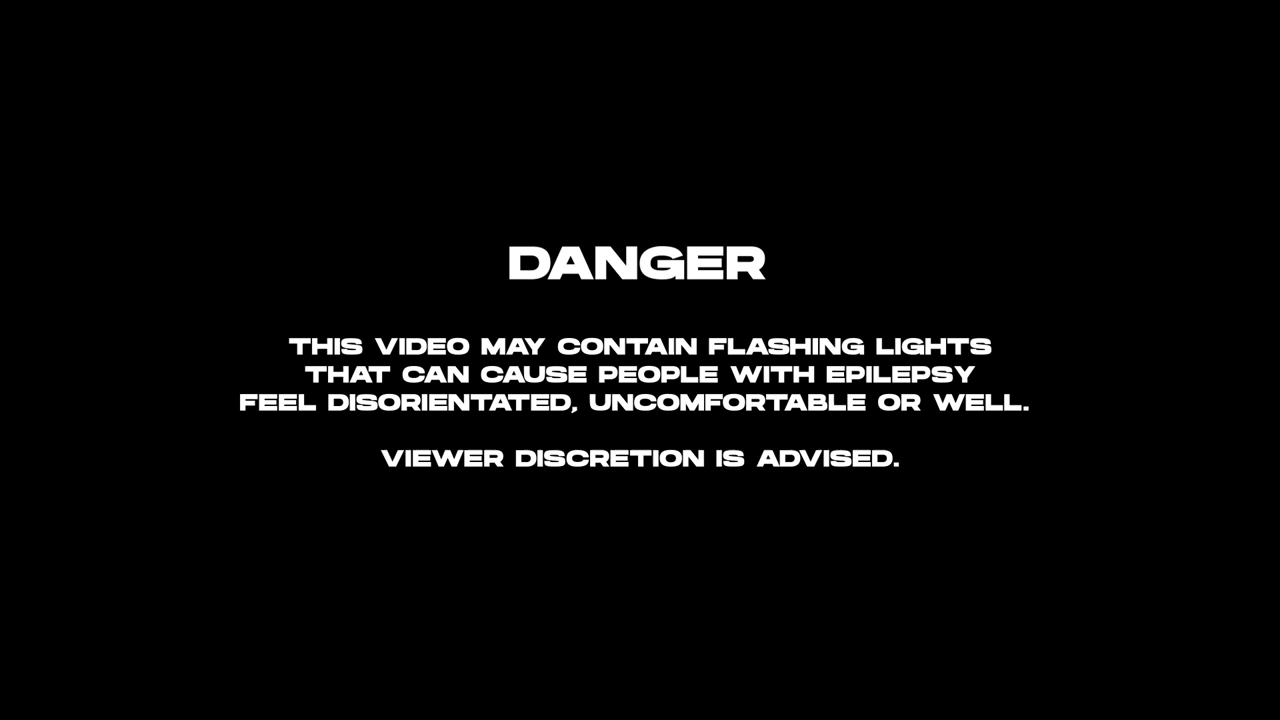 DANGER
THIS VIDEO MAY CONTAIN FLASHING LIGHTS
THAT CAN CAUSE PEOPLE WITH EPILEPSY
FEEL DISORIENTATED, UNCOMFORTABLE OR WELL.
VIEWER DISCRETION IS ADVISED.